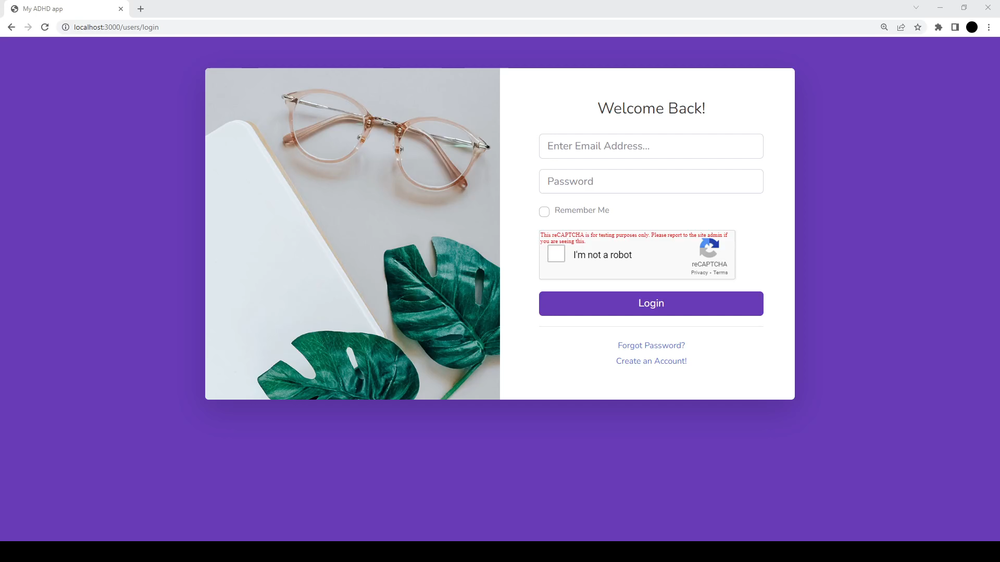 My ADHD app
localhost:3000/users/login
Welcome Back!
Enter Email Address...
Password
Remember Me
This reCAPTCHA is for testing purposes only. Please report to the site admin if
you are seeing this.
I'm not a robot
reCAPTCHA
Privacy - Terms
Login
Forgot Password?
Create an Account!